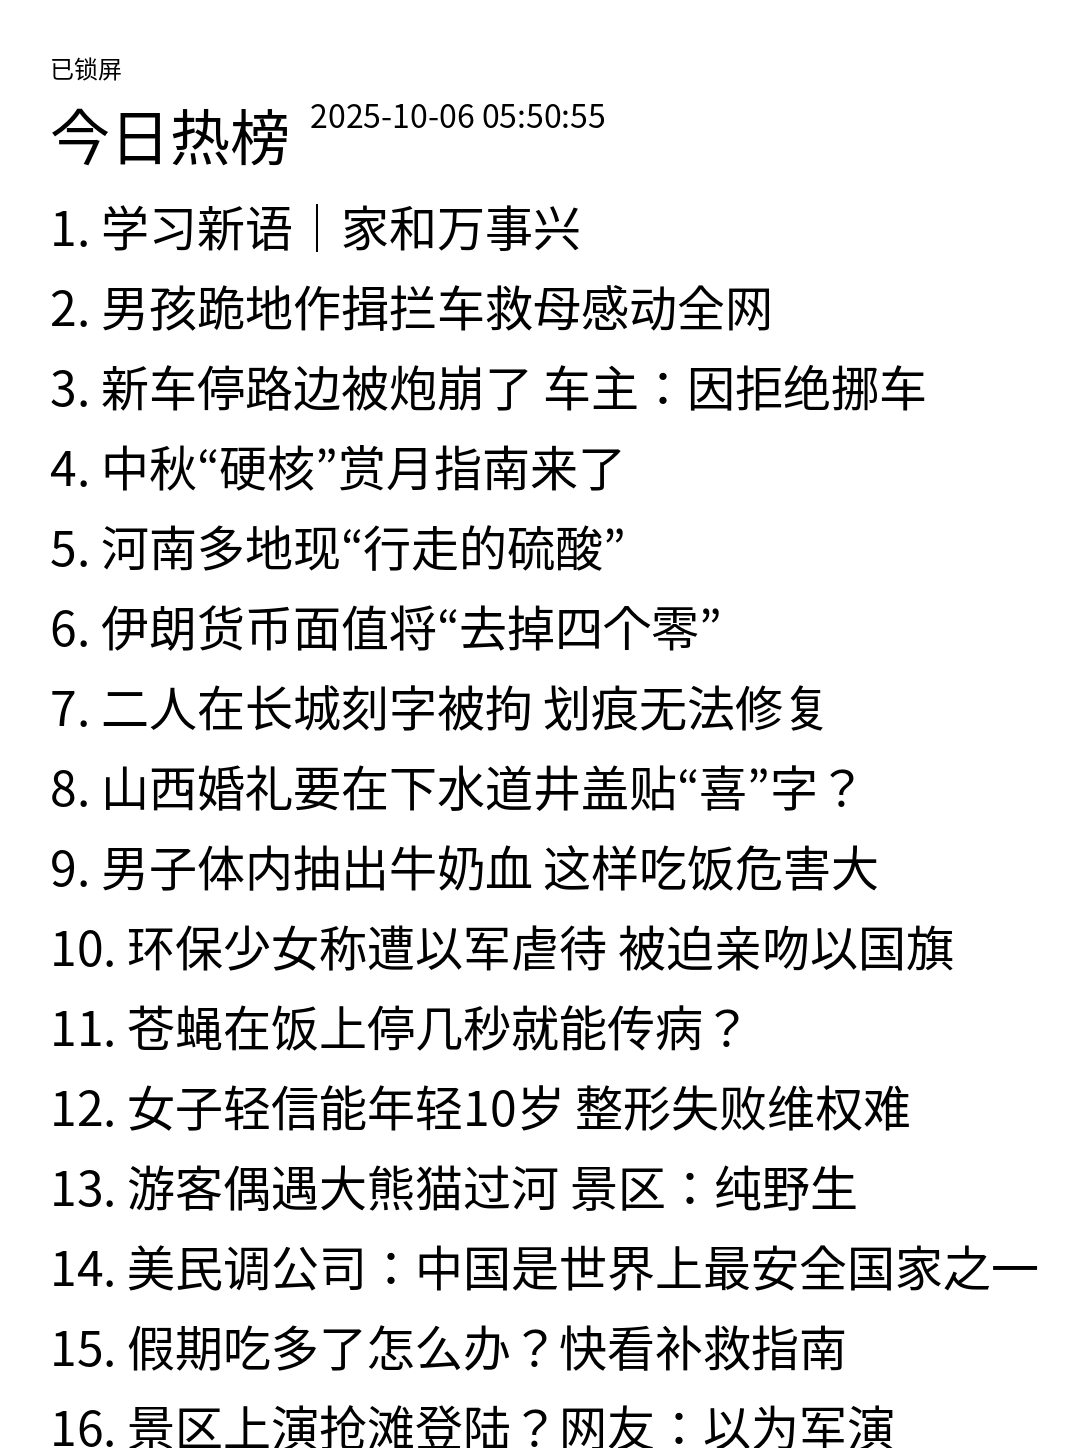 已锁屏
今日热榜 2025-10-06 05:50:55
1. 学习新语｜家和万事兴
2. 男孩跪地作揖拦车救母感动全网
3. 新车停路边被炮崩了 车主：因拒绝挪车
4. 中秋“硬核”赏月指南来了
5. 河南多地现“行走的硫酸”
6. 伊朗货币面值将“去掉四个零”
7. 二人在长城刻字被拘 划痕无法修复
8. 山西婚礼要在下水道井盖贴“喜”字？
9. 男子体内抽出牛奶血 这样吃饭危害大
10. 环保少女称遭以军虐待 被迫亲吻以国旗
11. 苍蝇在饭上停几秒就能传病？
12. 女子轻信能年轻10岁 整形失败维权难
13. 游客偶遇大熊猫过河 景区：纯野生
14. 美民调公司：中国是世界上最安全国家之一
15. 假期吃多了怎么办？快看补救指南
16. 景区上演抢滩登陆？网友：以为军演